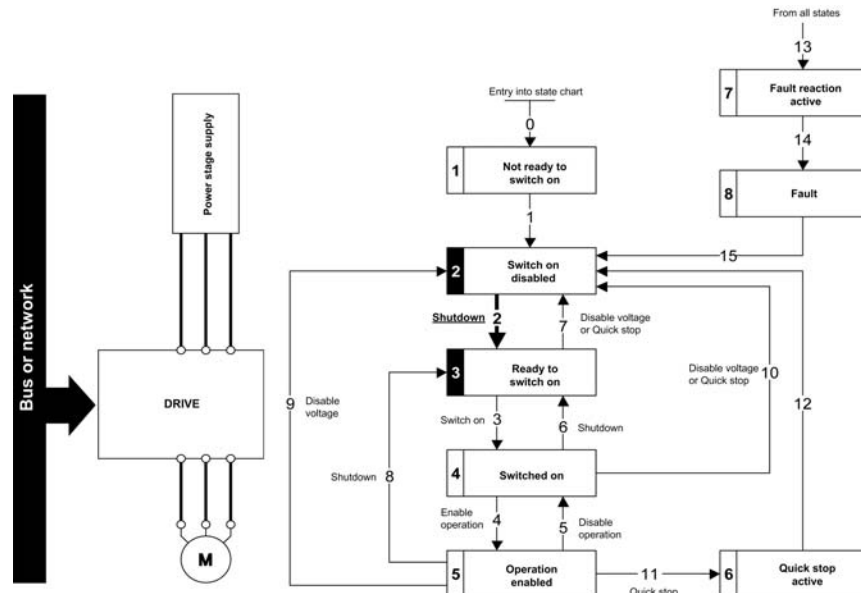 From all states
13
7
Fault reaction
active
14
8
Fault
15
Entry into state chart
0
1
Not ready to
switch on
1
2
Switch on
disabled
Shutdown
2
7
Disable voltage
or Quick stop
3
Ready to
switch on
Switch on
3
6
Shutdown
4
Switched on
Enable
operation
4
5
Disable
operation
5
Operation
enabled
11
Quick stop
6
Quick stop
active
Disable voltage
or Quick stop
10
12
9
Disable
voltage
Shutdown
8
Bus or network
Power stage supply
DRIVE
M